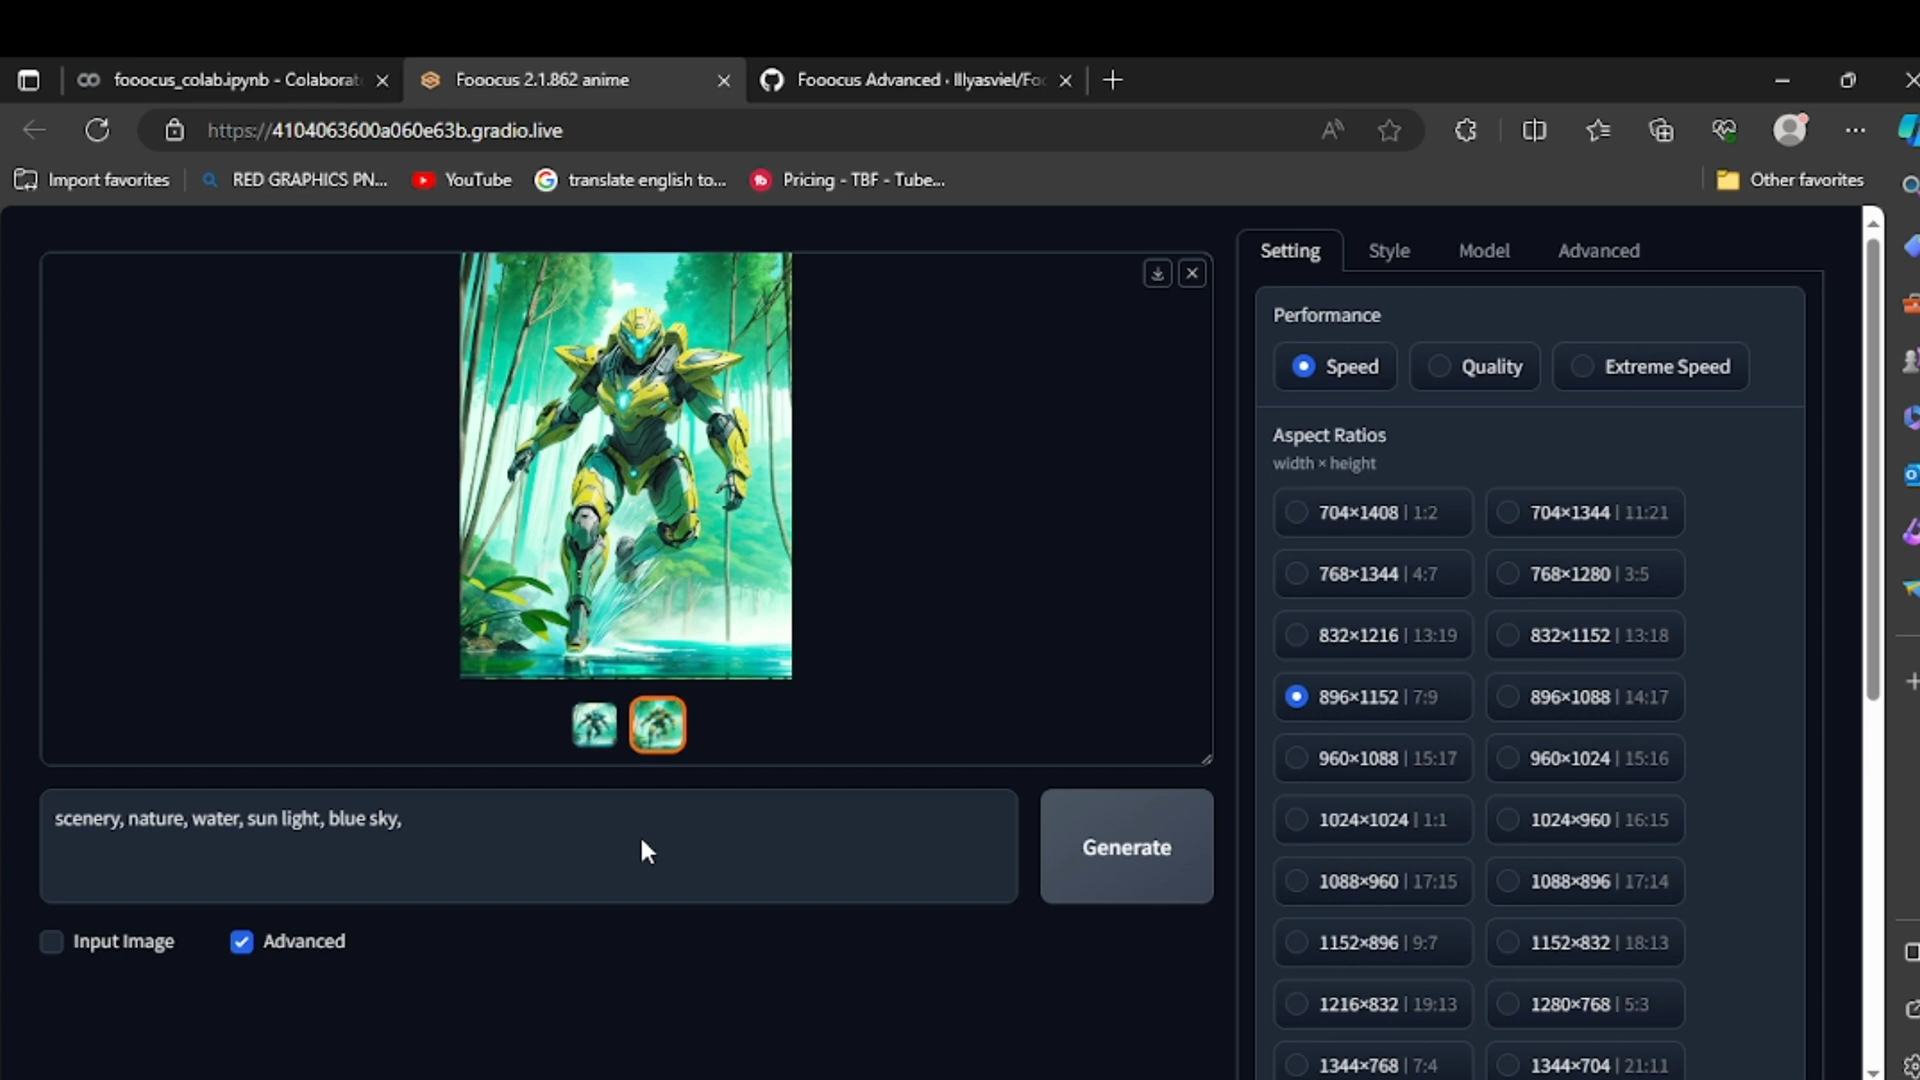 fooocus_colab.ipynb - Colaborat
Fooocus 2.1.862 anime
Fooocus Advanced · lllyasviel/Foo
https://4104063600a060e63b.gradio.live
Import favorites
RED GRAPHICS PN...
YouTube
translate english to...
Pricing - TBF - Tube...
Other favorites
Setting
Style
Model
Advanced
Performance
Speed
Quality
Extreme Speed
Aspect Ratios
width × height
704×1408 | 1:2
704×1344 | 11:21
768×1344 | 4:7
768×1280 | 3:5
832×1216 | 13:19
832×1152 | 13:18
896×1152 | 7:9
896×1088 | 14:17
960×1088 | 15:17
960×1024 | 15:16
1024×1024 | 1:1
1024×960 | 16:15
1088×960 | 17:15
1088×896 | 17:14
1152×896 | 9:7
1152×832 | 18:13
1216×832 | 19:13
1280×768 | 5:3
1344×768 | 7:4
1344×704 | 21:11
scenery, nature, water, sun light, blue sky,
Generate
Input Image
Advanced